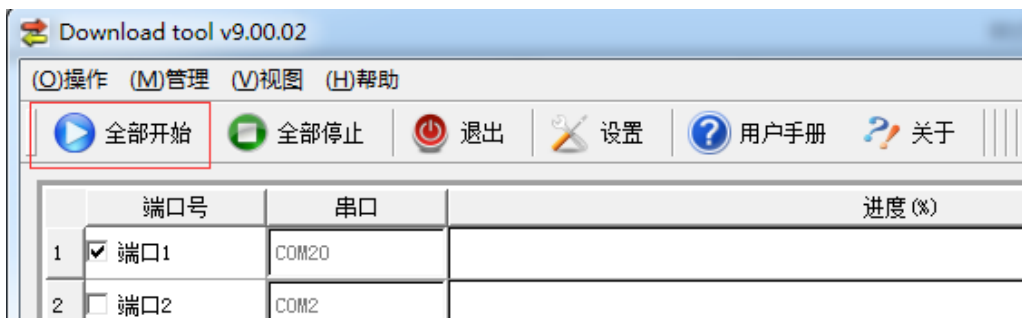 Download tool v9.00.02
(O)操作 (M)管理 (V)视图 (H)帮助
全部开始 全部停止 退出 设置 用户手册 关于
端口号 串口 进度(%)
1 端口1 COM20
2 端口2 COM2